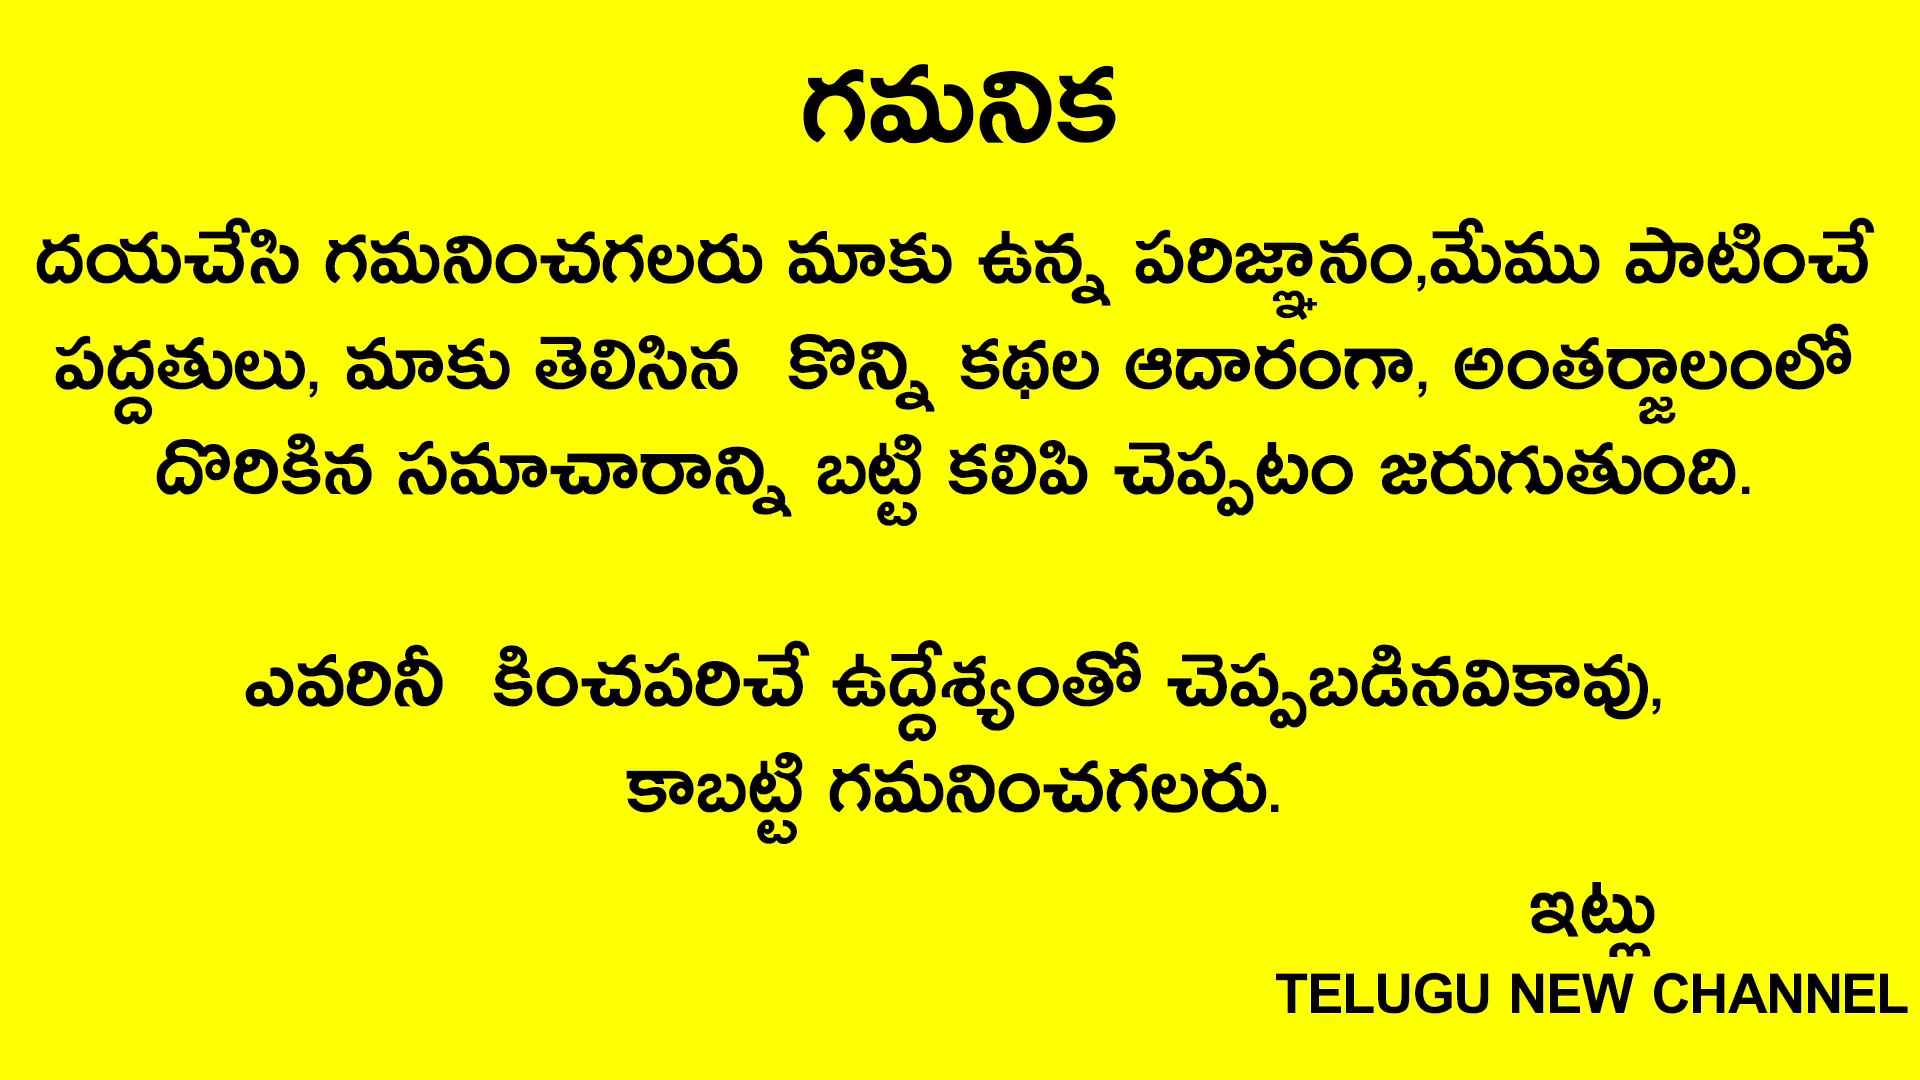 గమనిక
దయచేసి గమనించగలరు మాకు ఉన్న పరిజ్ఞానం,మేము పాటించే
పద్దతులు, మాకు తెలిసిన కొన్ని కథల ఆదారంగా, అంతర్జాలంలో
దొరికిన సమాచారాన్ని బట్టి కలిపి చెప్పటం జరుగుతుంది.
ఎవరినీ కించపరిచే ఉద్దేశ్యంతో చెప్పబడినవికావు,
కాబట్టి గమనించగలరు.
ఇట్లు
TELUGU NEW CHANNEL